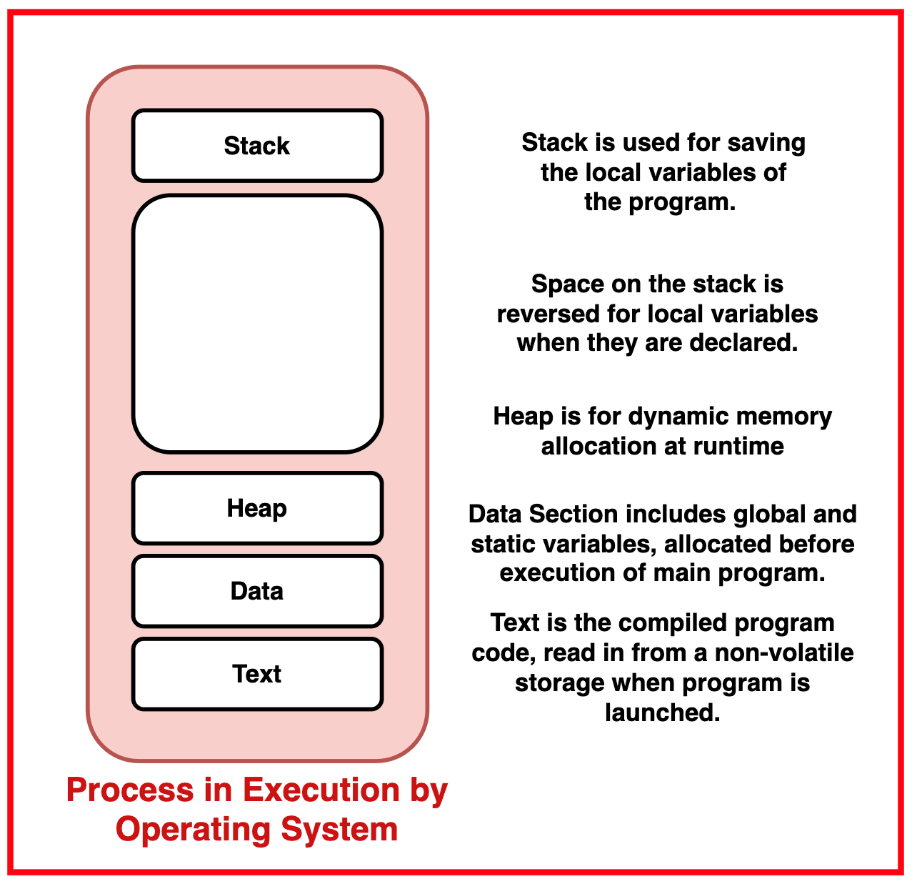 Stack
Stack is used for saving
the local variables of
the program.
Space on the stack is
reversed for local variables
when they are declared.
Heap is for dynamic memory
allocation at runtime
Heap
Data Section includes global and
static variables, allocated before
execution of main program.
Data
Text is the compiled program
code, read in from a non-volatile
storage when program is
launched.
Text
Process in Execution by
Operating System